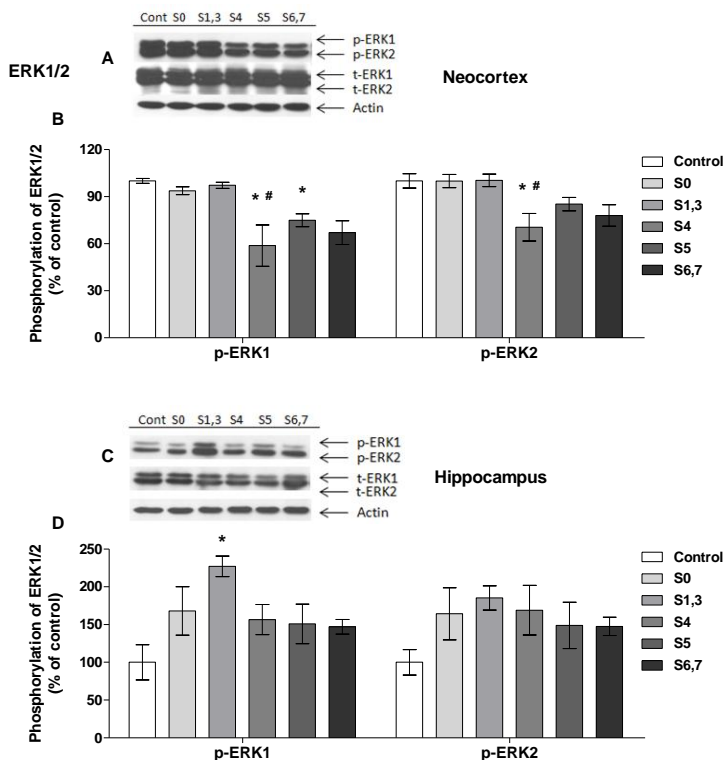 Cont S0 S1,3 S4 S5 S6,7
p-ERK1
A
p-ERK2
ERK1/2
t-ERK1
Neocortex
t-ERK2
Actin
B
120
90
60
30
0
Phosphorylation of ERK1/2
(% of control)
* #
*
* #
p-ERK1
p-ERK2
Control
S0
S1,3
S4
S5
S6,7
Cont S0 S1,3 S4 S5 S6,7
p-ERK1
C
p-ERK2
t-ERK1
Hippocampus
t-ERK2
Actin
D
250
200
150
100
50
0
Phosphorylation of ERK1/2
(% of control)
*
p-ERK1
p-ERK2
Control
S0
S1,3
S4
S5
S6,7